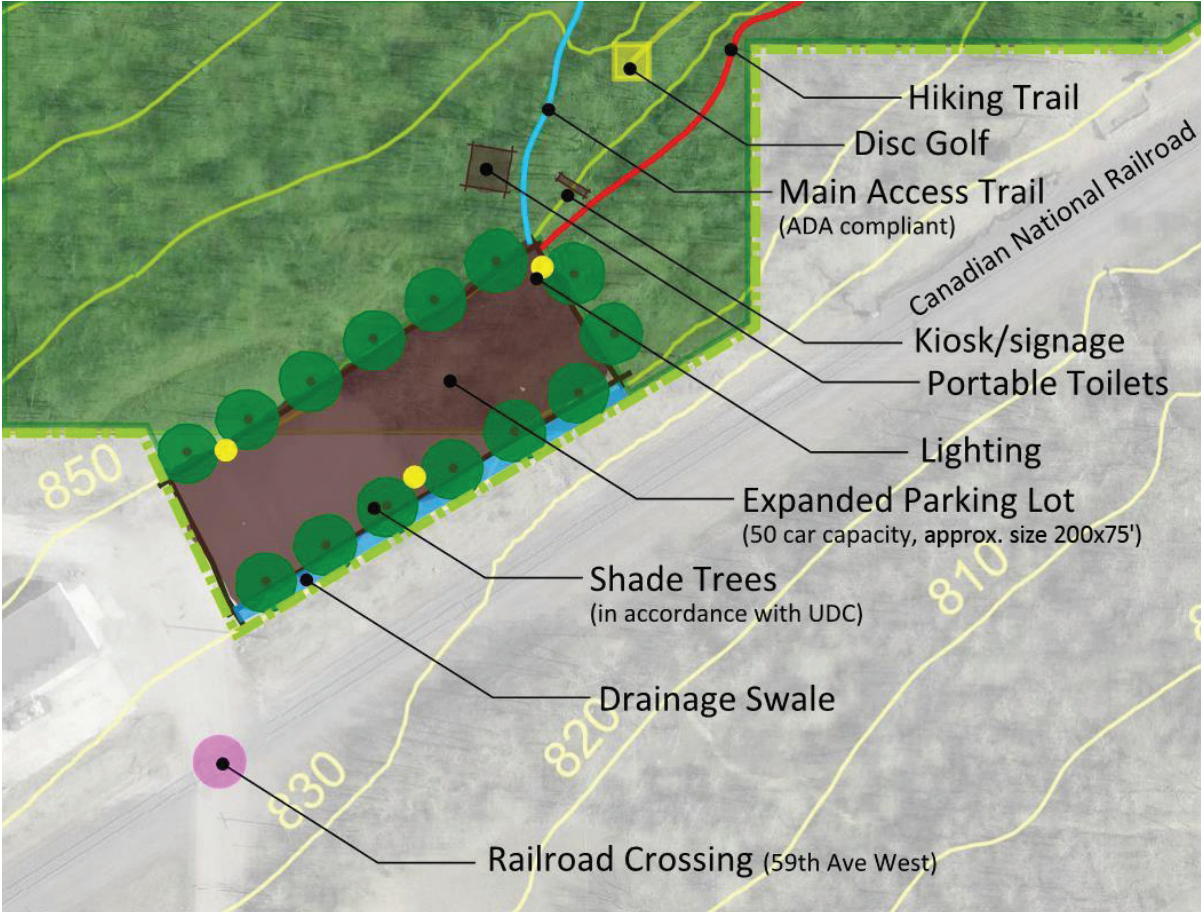 Hiking Trail
Disc Golf
Main Access Trail
(ADA compliant)
Canadian National Railroad
Kiosk/signage
Portable Toilets
Lighting
850
Expanded Parking Lot
(50 car capacity, approx. size 200x75')
810
Shade Trees
(in accordance with UDC)
Drainage Swale
820
830
Railroad Crossing (59th Ave West)